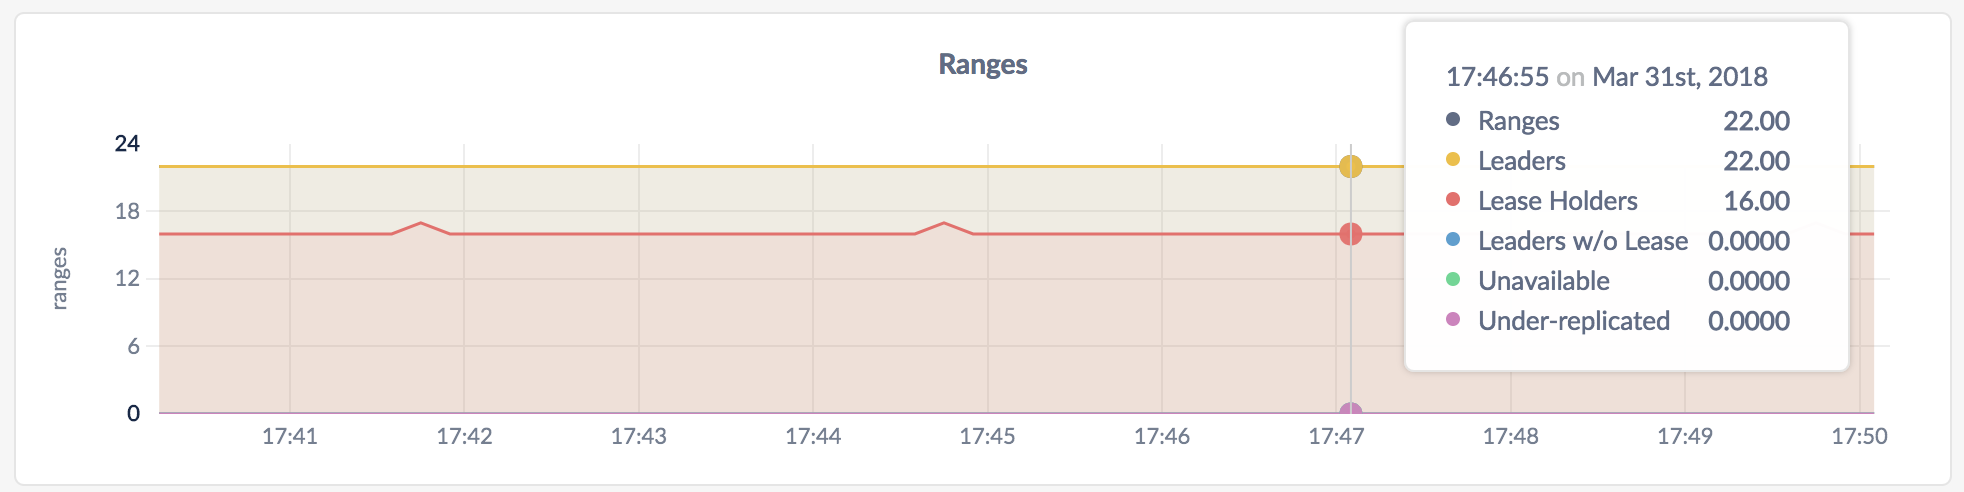 Ranges
17:46:55 on Mar 31st, 2018
Ranges 22.00
Leaders 22.00
Lease Holders 16.00
Leaders w/o Lease 0.0000
Unavailable 0.0000
Under-replicated 0.0000
24
18
12
6
0
ranges
17:41 17:42 17:43 17:44 17:45 17:46 17:47 17:48 17:49 17:50